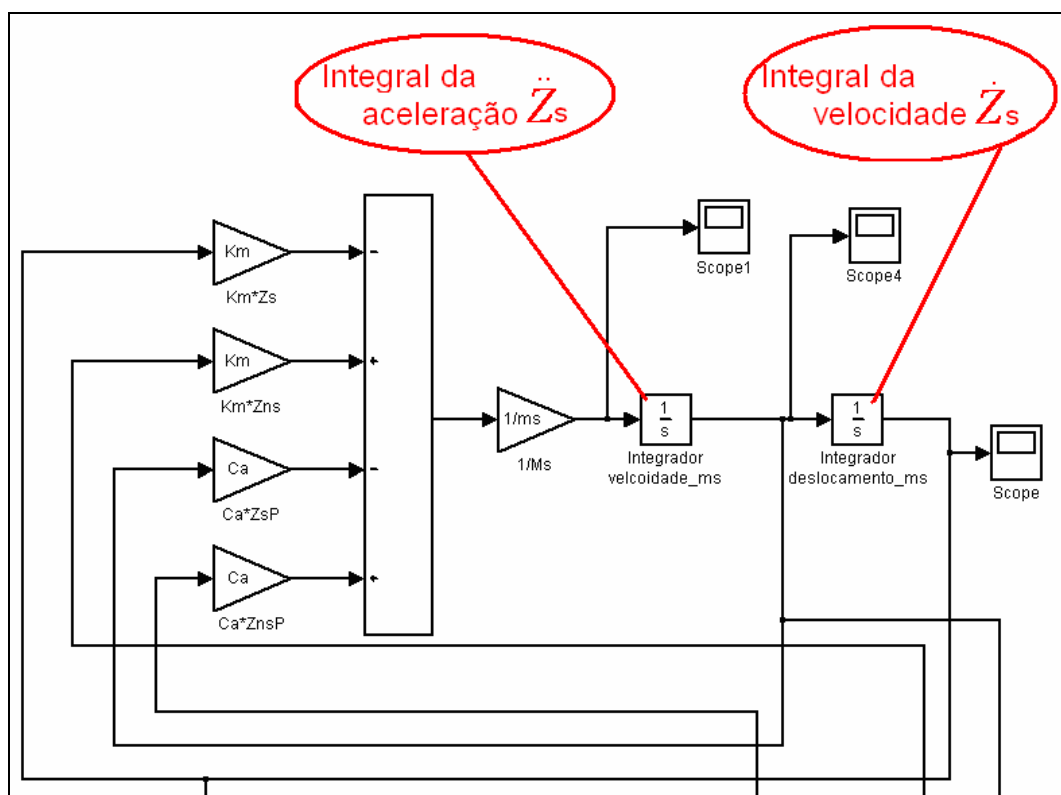 Integral da
aceleração Z̈s
Integral da
velocidade Żs
Km
-
Km*Zs
Scope1
Scope4
Km
+
Km*Zns
1/ms
1/Ms
1
s
Integrador
velcoidade_ms
1
s
Integrador
deslocamento_ms
Scope
Ca
-
Ca*ZsP
Ca
+
Ca*ZnsP